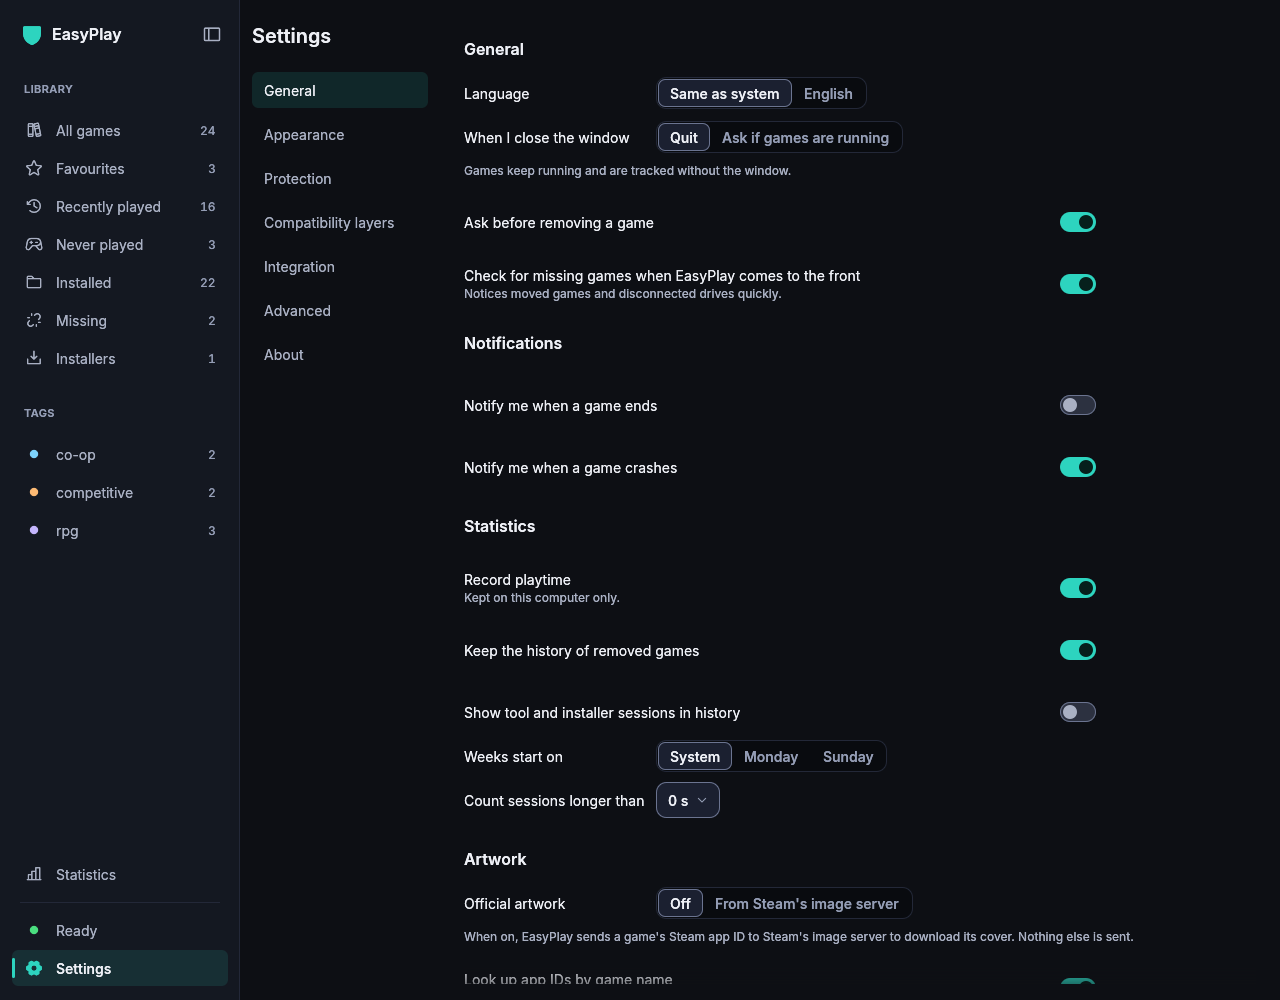 EasyPlay
LIBRARY
All games 24
Favourites 3
Recently played 16
Never played 3
Installed 22
Missing 2
Installers 1
TAGS
co-op 2
competitive 2
rpg 3
Statistics
Ready
Settings
Settings
General
Appearance
Protection
Compatibility layers
Integration
Advanced
About
General
Language Same as system English
When I close the window Quit Ask if games are running
Games keep running and are tracked without the window.
Ask before removing a game
Check for missing games when EasyPlay comes to the front
Notices moved games and disconnected drives quickly.
Notifications
Notify me when a game ends
Notify me when a game crashes
Statistics
Record playtime
Kept on this computer only.
Keep the history of removed games
Show tool and installer sessions in history
Weeks start on System Monday Sunday
Count sessions longer than 0 s
Artwork
Official artwork Off From Steam's image server
When on, EasyPlay sends a game's Steam app ID to Steam's image server to download its cover. Nothing else is sent.
Look up app IDs by game name